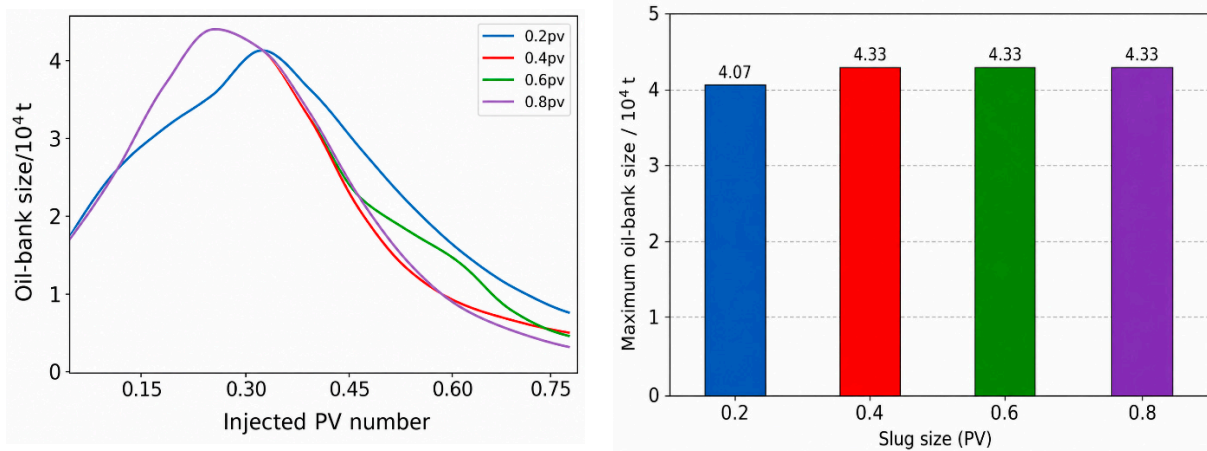 Oil-bank size/10⁴ t
4
3
2
1
0
0.15 0.30 0.45 0.60 0.75
Injected PV number
0.2pv
0.4pv
0.6pv
0.8pv
Maximum oil-bank size / 10⁴ t
5
4
3
2
1
0
4.07 4.33 4.33 4.33
0.2 0.4 0.6 0.8
Slug size (PV)